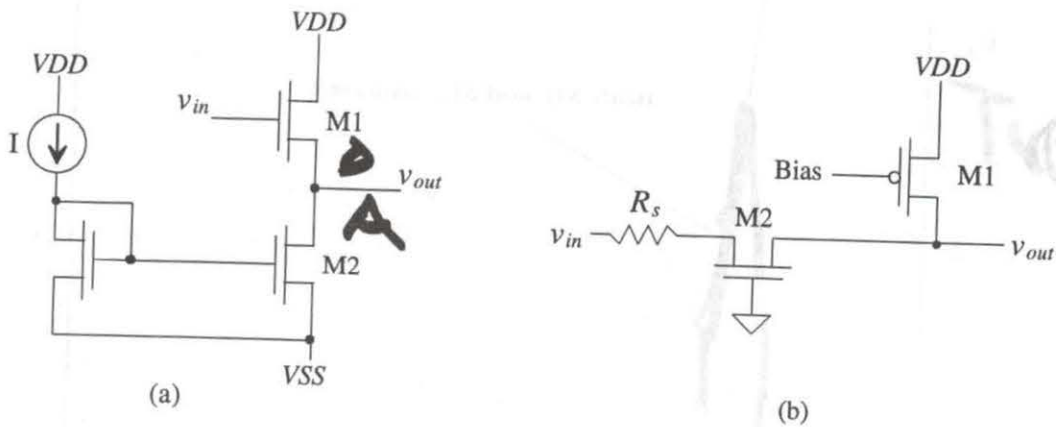 VDD
VDD
v_in
I
M1
v_out
M2
VSS
(a)
VDD
Bias
M1
R_s
M2
v_in
v_out
(b)